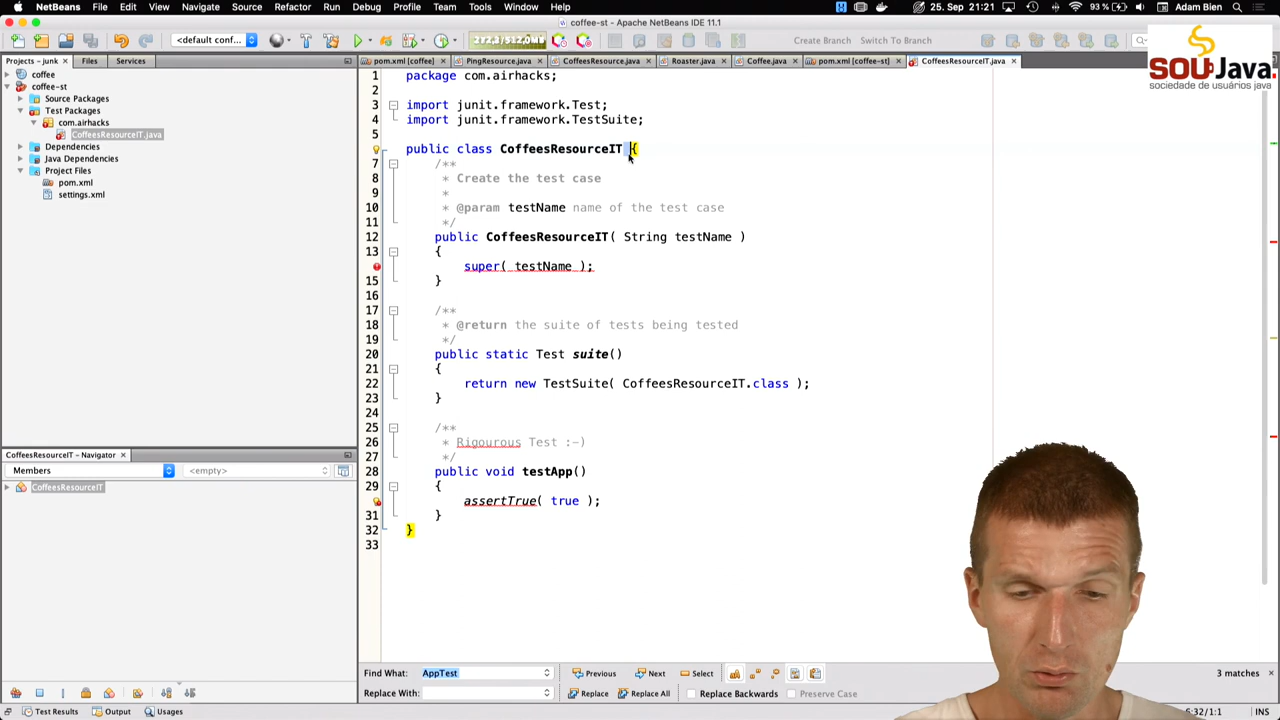 NetBeans File Edit View Navigate Source Refactor Run Debug Profile Team Tools Window Help
25. Sep 21:21
93 %
Adam Bien
coffee-st - Apache NetBeans IDE 11.1
<default conf...
272,2/512,0MB
Create Branch
Switch To Branch
Projects - junk
Files
Services
pom.xml [coffee]
PingResource.java
CoffeesResource.java
Roaster.java
Coffee.java
pom.xml [coffee-st]
CoffeesResourceIT.java
SOUJava
sociedade de usuários java
coffee
coffee-st
Source Packages
Test Packages
com.airhacks
CoffeesResourceIT.java
Dependencies
Java Dependencies
Project Files
pom.xml
settings.xml
1 package com.airhacks;
2
3 import junit.framework.Test;
4 import junit.framework.TestSuite;
5
public class CoffeesResourceIT {
7 /**
8 * Create the test case
9 *
10 * @param testName name of the test case
11 */
12 public CoffeesResourceIT( String testName )
13 {
super( testName );
15 }
16
17 /**
18 * @return the suite of tests being tested
19 */
20 public static Test suite()
21 {
22 return new TestSuite( CoffeesResourceIT.class );
23 }
24
25 /**
26 * Rigourous Test :-)
27 */
28 public void testApp()
29 {
assertTrue( true );
31 }
32 }
33
CoffeesResourceIT - Navigator
Members
<empty>
CoffeesResourceIT
Find What: AppTest
Previous
Next
Select
3 matches
Replace With:
Replace
Replace All
Replace Backwards
Preserve Case
Test Results
Output
Usages
6:32/1:1
INS